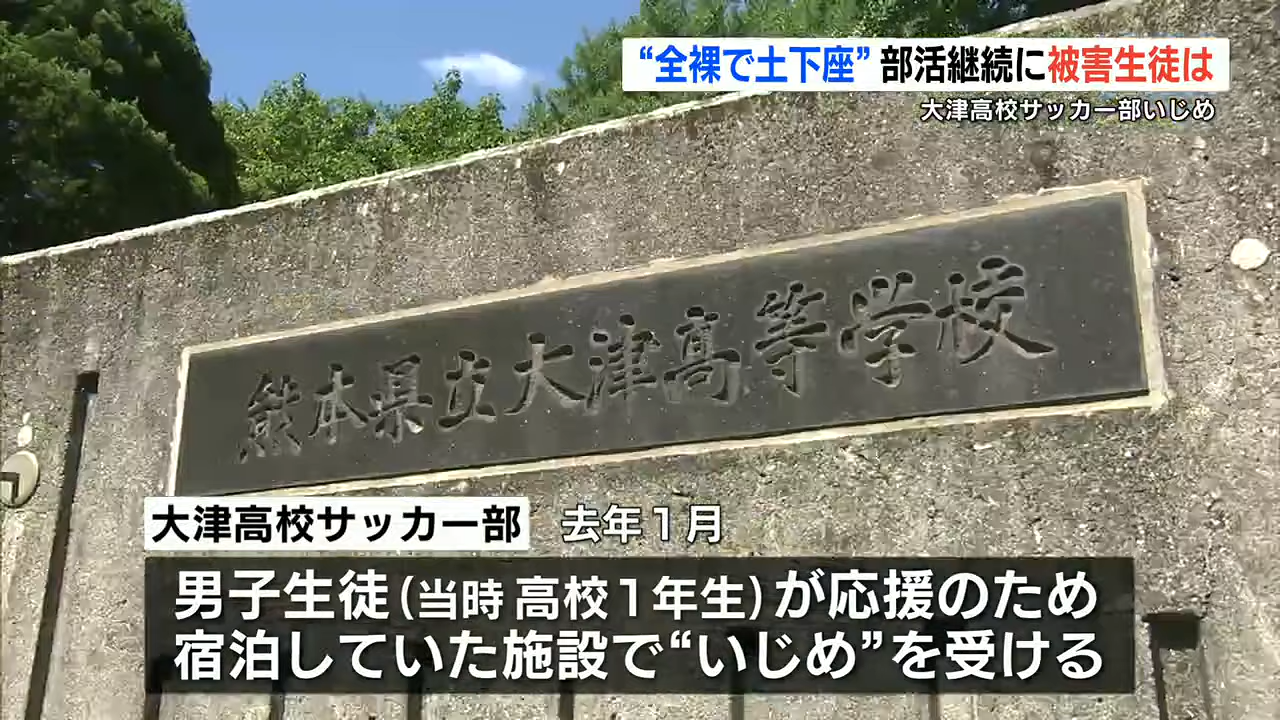 “全裸で土下座” 部活継続に被害生徒は
大津高校サッカー部いじめ
熊本県立大津高等学校
大津高校サッカー部 去年1月
男子生徒(当時 高校1年生)が応援のため
宿泊していた施設で“いじめ”を受ける